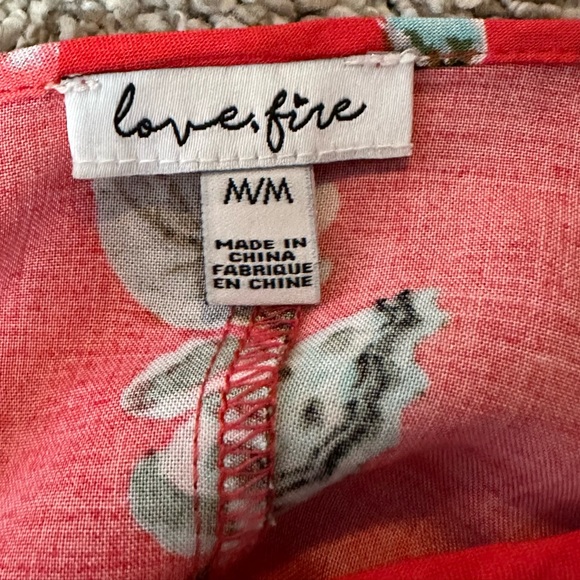 love, fire
M/M
MADE IN
CHINA
FABRIQUE
EN CHINE